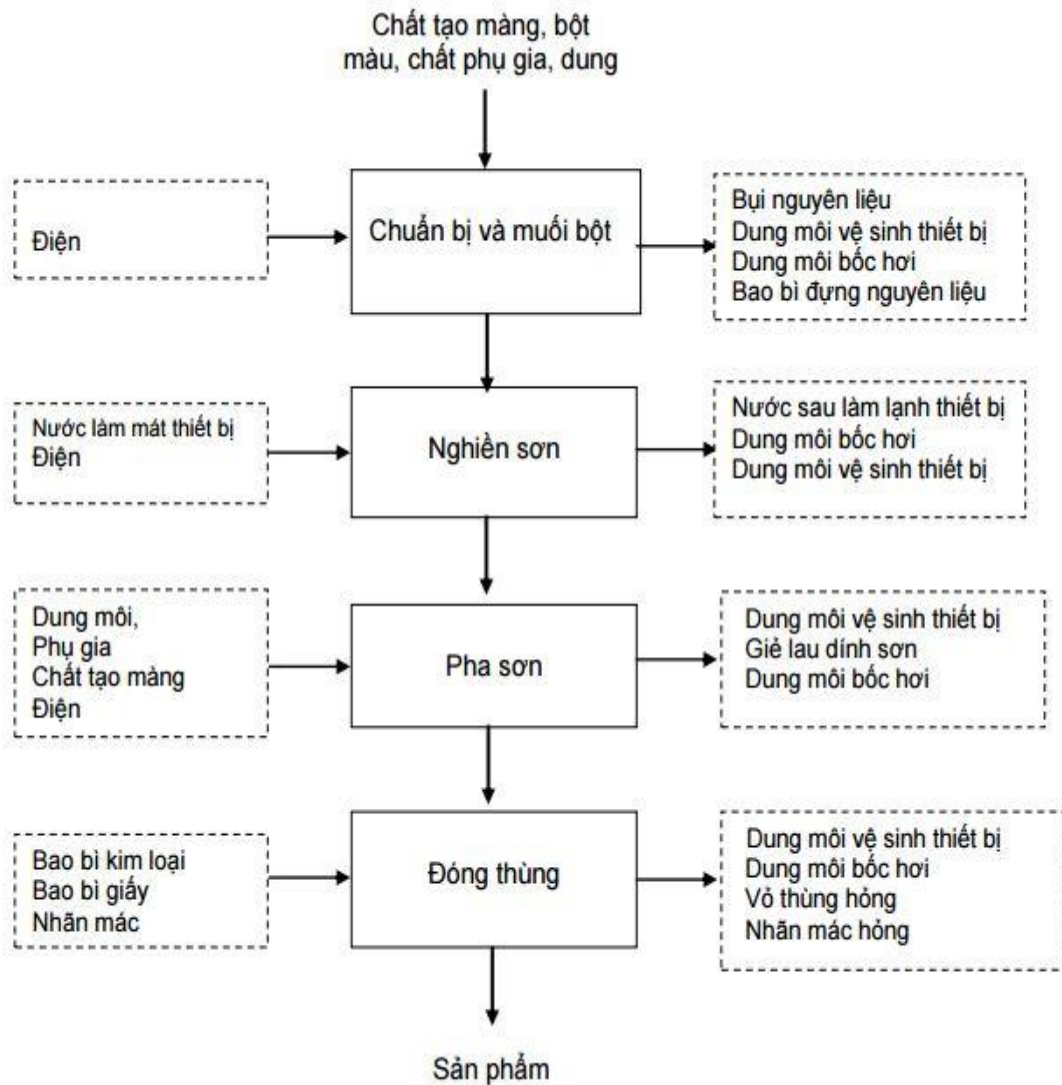 Chất tạo màng, bột
màu, chất phụ gia, dung
Điện
Chuẩn bị và muối bột
Bụi nguyên liệu
Dung môi vệ sinh thiết bị
Dung môi bốc hơi
Bao bì đựng nguyên liệu
Nước làm mát thiết bị
Điện
Nghiền sơn
Nước sau làm lạnh thiết bị
Dung môi bốc hơi
Dung môi vệ sinh thiết bị
Dung môi,
Phụ gia
Chất tạo màng
Điện
Pha sơn
Dung môi vệ sinh thiết bị
Giẻ lau dính sơn
Dung môi bốc hơi
Bao bì kim loại
Bao bì giấy
Nhãn mác
Đóng thùng
Dung môi vệ sinh thiết bị
Dung môi bốc hơi
Vỏ thùng hỏng
Nhãn mác hỏng
Sản phẩm